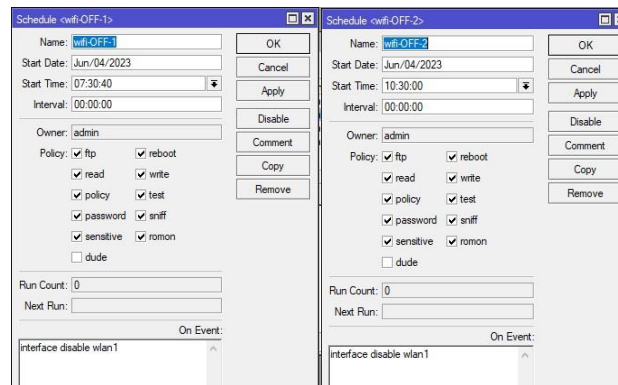 Schedule <wifi-OFF-1>
Name: wifi-OFF-1
OK
Start Date: Jun/04/2023
Cancel
Start Time: 07:30:40
Apply
Interval: 00:00:00
Disable
Owner: admin
Comment
Policy: ftp reboot
Copy
read write
Remove
policy test
password sniff
sensitive romon
dude
Run Count: 0
Next Run:
On Event:
interface disable wlan1
Schedule <wifi-OFF-2>
Name: wifi-OFF-2
OK
Start Date: Jun/04/2023
Cancel
Start Time: 10:30:00
Apply
Interval: 00:00:00
Disable
Owner: admin
Comment
Policy: ftp reboot
Copy
read write
Remove
policy test
password sniff
sensitive romon
dude
Run Count: 0
Next Run:
On Event:
interface disable wlan1